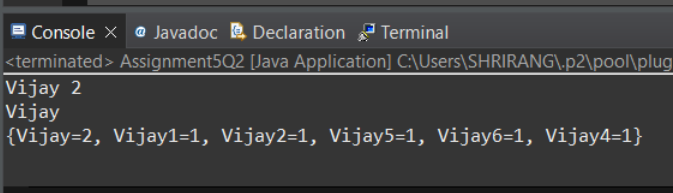 Console
Javadoc
Declaration
Terminal
<terminated> Assignment5Q2 [Java Application] C:\Users\SHRIRANG\.p2\pool\plug
Vijay 2
Vijay
{Vijay=2, Vijay1=1, Vijay2=1, Vijay5=1, Vijay6=1, Vijay4=1}